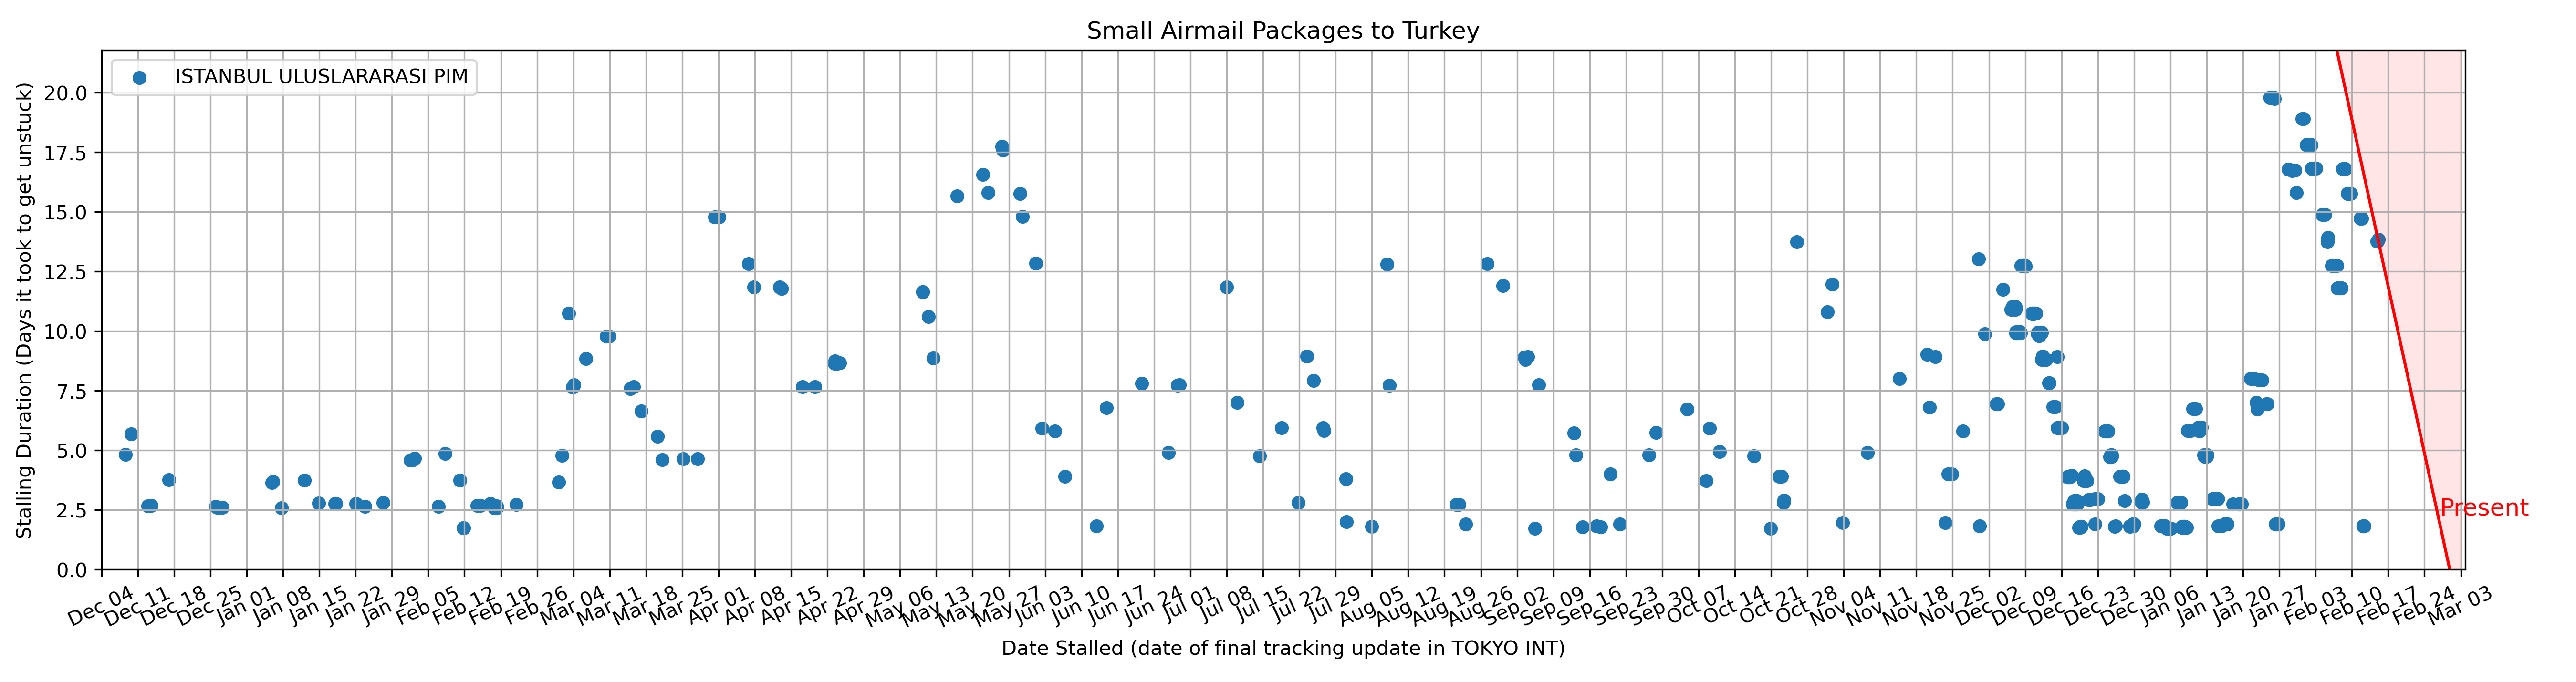 Small Airmail Packages to Turkey
ISTANBUL ULUSLARARASI PIM
Stalling Duration (Days it took to get unstuck)
20.0
17.5
15.0
12.5
10.0
7.5
5.0
2.5
0.0
Present
Dec 04
Dec 11
Dec 18
Dec 25
Jan 01
Jan 08
Jan 15
Jan 22
Jan 29
Feb 05
Feb 12
Feb 19
Feb 26
Mar 04
Mar 11
Mar 18
Mar 25
Apr 01
Apr 08
Apr 15
Apr 22
Apr 29
May 06
May 13
May 20
May 27
Jun 03
Jun 10
Jun 17
Jun 24
Jul 01
Jul 08
Jul 15
Jul 22
Jul 29
Aug 05
Aug 12
Aug 19
Aug 26
Sep 02
Sep 09
Sep 16
Sep 23
Sep 30
Oct 07
Oct 14
Oct 21
Oct 28
Nov 04
Nov 11
Nov 18
Nov 25
Dec 02
Dec 09
Dec 16
Dec 23
Dec 30
Jan 06
Jan 13
Jan 20
Jan 27
Feb 03
Feb 10
Feb 17
Feb 24
Mar 03
Date Stalled (date of final tracking update in TOKYO INT)